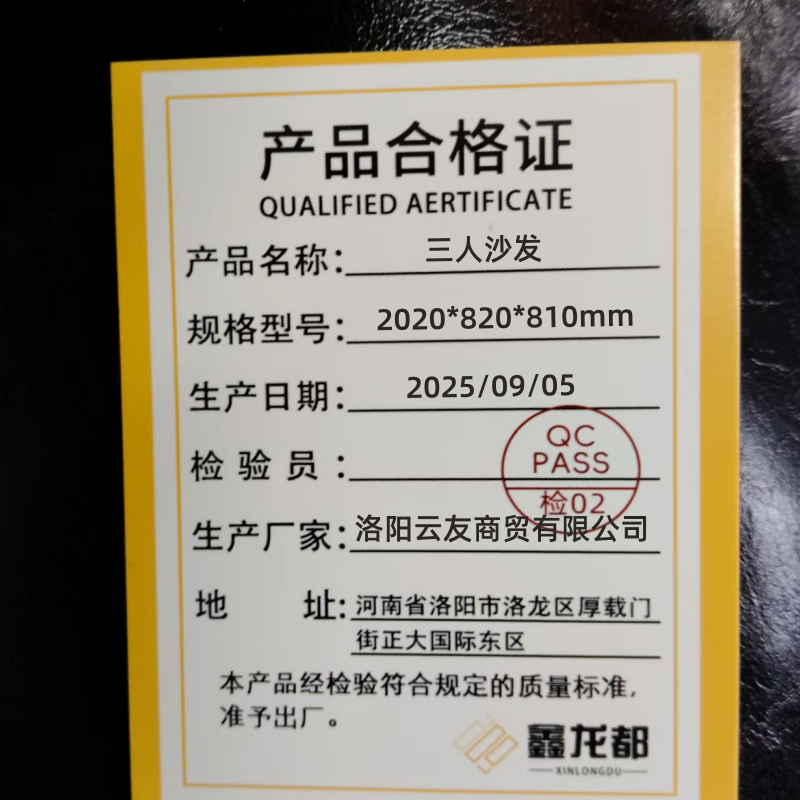 产品合格证
QUALIFIED AERTIFICATE
产品名称：三人沙发
规格型号：2020*820*810mm
生产日期：2025/09/05
检验员：
QC
PASS
检02
生产厂家：洛阳云友商贸有限公司
地 址：河南省洛阳市洛龙区厚载门
街正大国际东区
本产品经检验符合规定的质量标准，
准予出厂。
鑫龙都
XINLONGDU